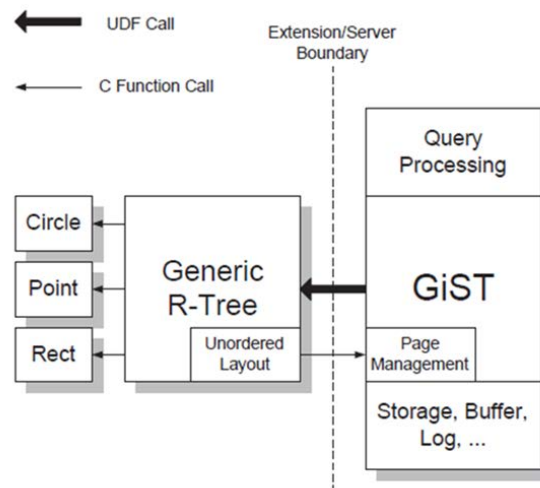 UDF Call
Extension/Server
Boundary
C Function Call
Query
Processing
Circle
Generic
R-Tree
GiST
Point
Rect
Unordered
Layout
Page
Management
Storage, Buffer,
Log, ...